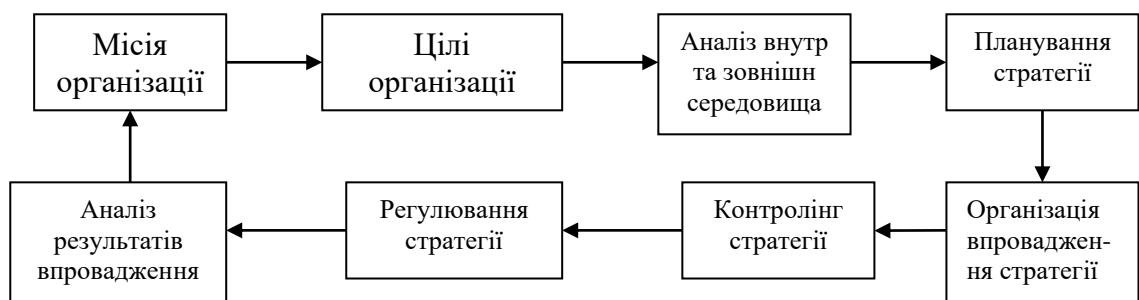 Місія
організації
Цілі
організації
Аналіз внутр
та зовнішн
середовища
Планування
стратегії
Аналіз
результатів
впровадження
Регулювання
стратегії
Контролінг
стратегії
Організація
впроваджен-
ня стратегії